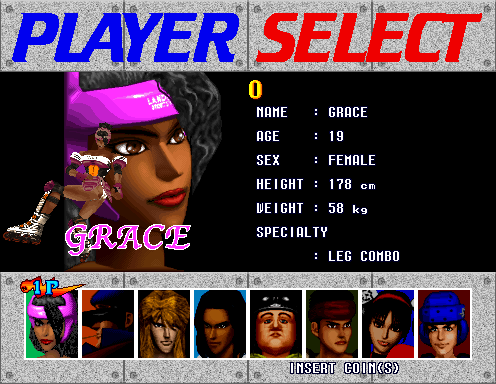 PLAYER SELECT
0
NAME : GRACE
AGE : 19
SEX : FEMALE
HEIGHT : 178 cm
WEIGHT : 58 kg
SPECIALTY
: LEG COMBO
GRACE
1P
INSERT COIN(S)